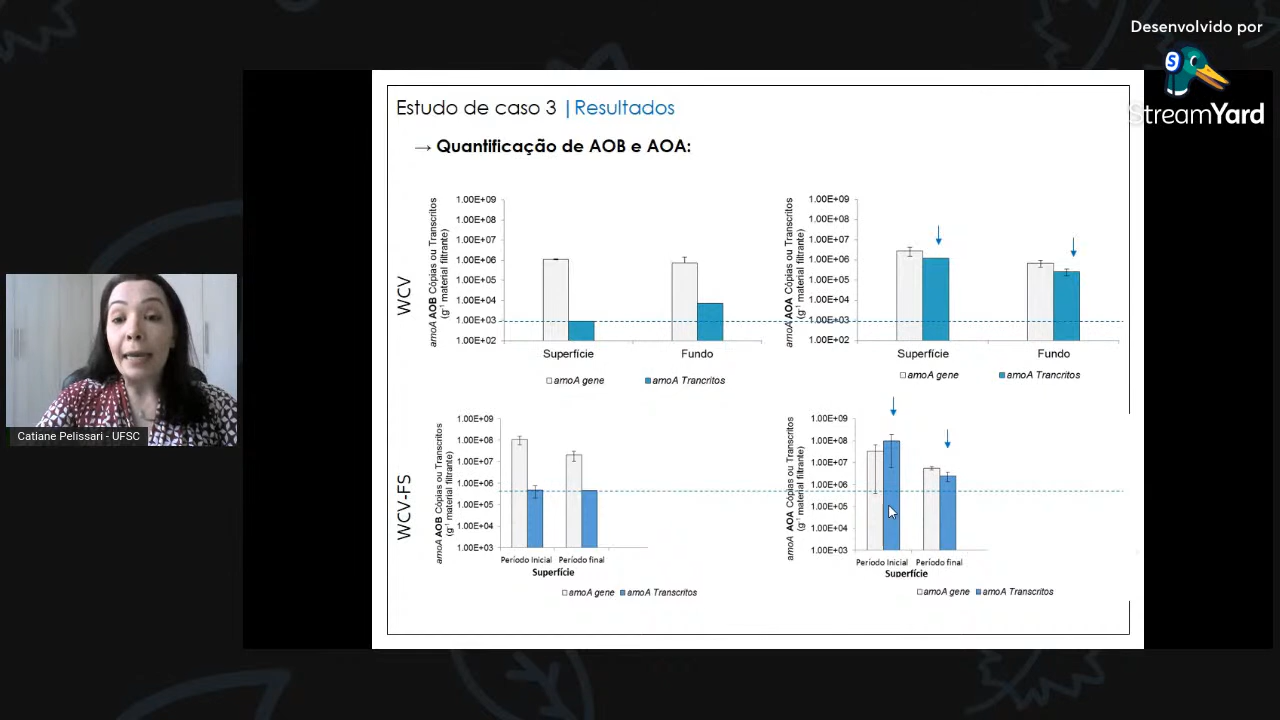 Desenvolvido por
StreamYard
Estudo de caso 3 |Resultados
→ Quantificação de AOB e AOA:
WCV
amoA AOB Cópias ou Transcritos
(g⁻¹ material filtrante)
1.00E+09
1.00E+08
1.00E+07
1.00E+06
1.00E+05
1.00E+04
1.00E+03
1.00E+02
Superfície Fundo
amoA gene amoA Trancritos
amoA AOA Cópias ou Transcritos
(g⁻¹ material filtrante)
1.00E+09
1.00E+08
1.00E+07
1.00E+06
1.00E+05
1.00E+04
1.00E+03
1.00E+02
Superfície Fundo
amoA gene amoA Trancritos
WCV-FS
amoA AOB Cópias ou Transcritos
(g⁻¹ material filtrante)
1.00E+09
1.00E+08
1.00E+07
1.00E+06
1.00E+05
1.00E+04
1.00E+03
Período Inicial Período final
Superfície
amoA gene amoA Transcritos
amoA AOA Cópias ou Transcritos
(g⁻¹ material filtrante)
1.00E+09
1.00E+08
1.00E+07
1.00E+06
1.00E+05
1.00E+04
1.00E+03
Período Inicial Período final
Superfície
amoA gene amoA Transcritos
Catiane Pelissari - UFSC